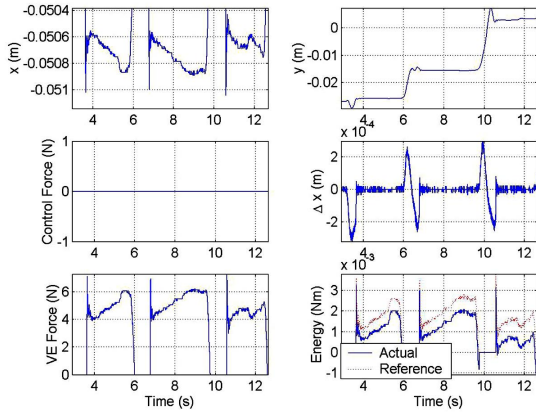 -0.0504
-0.0506
-0.0508
-0.051
x (m)
4 6 8 10 12
0
-0.01
-0.02
y (m)
4 6 8 10 12
1
0
-1
Control Force (N)
4 6 8 10 12
x 10⁻⁴
2
0
-2
Δ x (m)
4 6 8 10 12
6
4
2
0
VE Force (N)
4 6 8 10 12
Time (s)
x 10⁻³
3
2
1
0
-1
Energy (Nm)
Actual
Reference
4 6 8 10 12
Time (s)